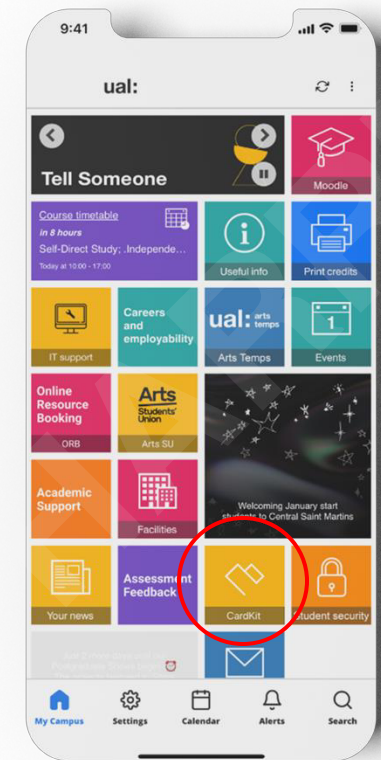 9:41
ual:
Tell Someone
Moodle
Course timetable
in 8 hours
Self-Direct Study; .Independe...
Today at 10:00 - 17:00
Useful info
Print credits
IT support
Careers
and
employability
ual: arts
temps
Arts Temps
1
Events
Online
Resource
Booking
ORB
Arts
Students'
Union
Arts SU
Academic
Support
Facilities
Welcoming January start
students to Central Saint Martins
Your news
Assessment
Feedback
CardKit
Student security
My Campus
Settings
Calendar
Alerts
Search